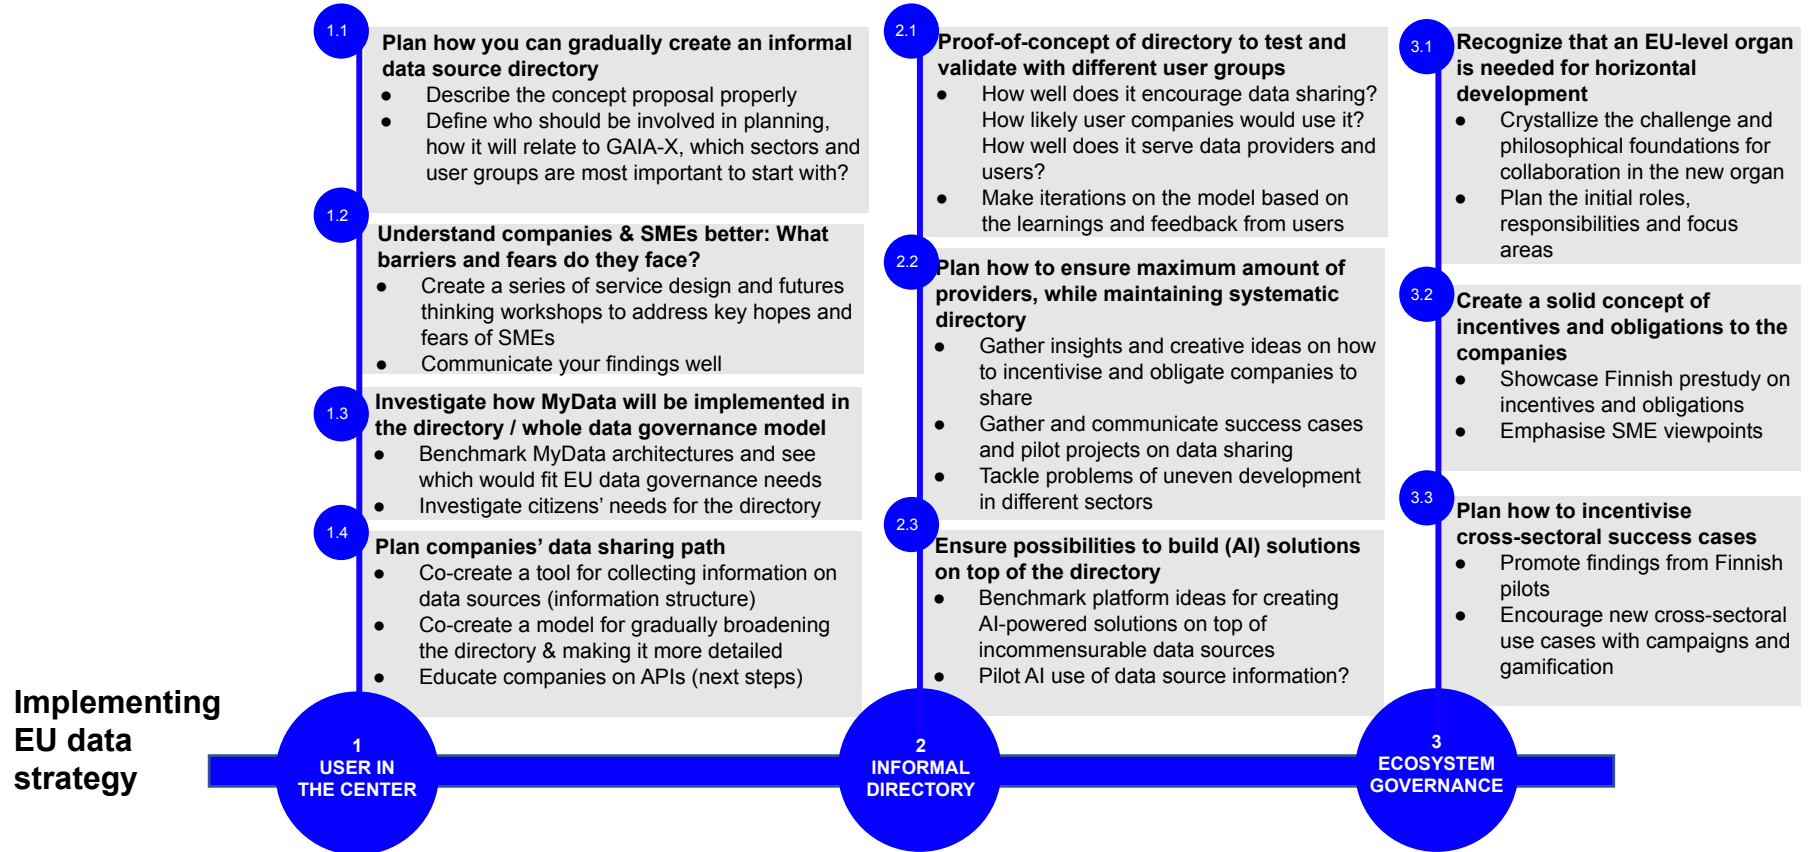 1.1
Plan how you can gradually create an informal
data source directory
● Describe the concept proposal properly
● Define who should be involved in planning,
how it will relate to GAIA-X, which sectors and
user groups are most important to start with?
1.2
Understand companies & SMEs better: What
barriers and fears do they face?
● Create a series of service design and futures
thinking workshops to address key hopes and
fears of SMEs
● Communicate your findings well
1.3
Investigate how MyData will be implemented in
the directory / whole data governance model
● Benchmark MyData architectures and see
which would fit EU data governance needs
● Investigate citizens’ needs for the directory
1.4
Plan companies’ data sharing path
● Co-create a tool for collecting information on
data sources (information structure)
● Co-create a model for gradually broadening
the directory & making it more detailed
● Educate companies on APIs (next steps)
2.1
Proof-of-concept of directory to test and
validate with different user groups
● How well does it encourage data sharing?
How likely user companies would use it?
How well does it serve data providers and
users?
● Make iterations on the model based on
the learnings and feedback from users
2.2
Plan how to ensure maximum amount of
providers, while maintaining systematic
directory
● Gather insights and creative ideas on how
to incentivise and obligate companies to
share
● Gather and communicate success cases
and pilot projects on data sharing
● Tackle problems of uneven development
in different sectors
2.3
Ensure possibilities to build (AI) solutions
on top of the directory
● Benchmark platform ideas for creating
AI-powered solutions on top of
incommensurable data sources
● Pilot AI use of data source information?
3.1
Recognize that an EU-level organ
is needed for horizontal
development
● Crystallize the challenge and
philosophical foundations for
collaboration in the new organ
● Plan the initial roles,
responsibilities and focus
areas
3.2
Create a solid concept of
incentives and obligations to the
companies
● Showcase Finnish prestudy on
incentives and obligations
● Emphasise SME viewpoints
3.3
Plan how to incentivise
cross-sectoral success cases
● Promote findings from Finnish
pilots
● Encourage new cross-sectoral
use cases with campaigns and
gamification
Implementing
EU data
strategy
1
USER IN
THE CENTER
2
INFORMAL
DIRECTORY
3
ECOSYSTEM
GOVERNANCE